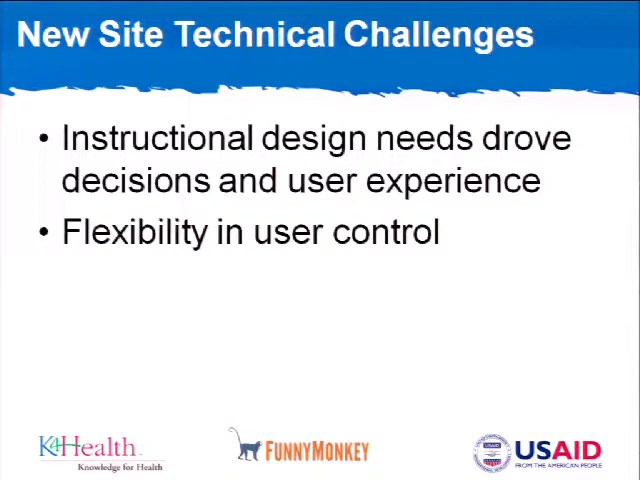 New Site Technical Challenges
• Instructional design needs drove
decisions and user experience
• Flexibility in user control
K4Health
Knowledge for Health
FUNNYMONKEY
USAID
FROM THE AMERICAN PEOPLE